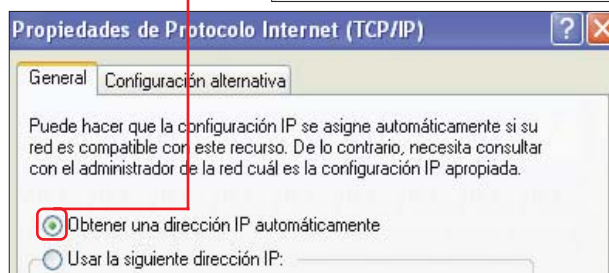 Propiedades de Protocolo Internet (TCP/IP)
General
Configuración alternativa
Puede hacer que la configuración IP se asigne automáticamente si su
red es compatible con este recurso. De lo contrario, necesita consultar
con el administrador de la red cuál es la configuración IP apropiada.
Obtener una dirección IP automáticamente
Usar la siguiente dirección IP: